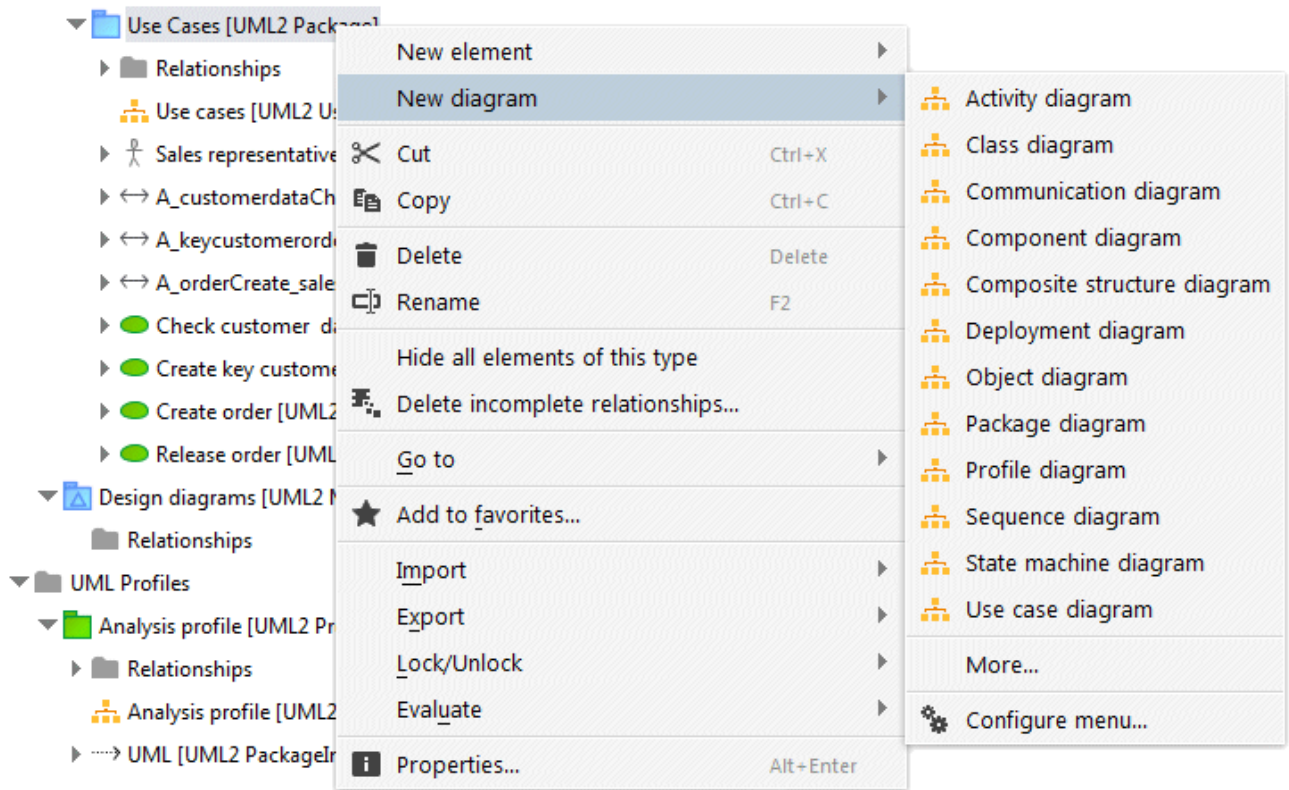 Use Cases [UML2 Package]
Relationships
Use cases [UML2 Us
Sales representative
A_customerdataCh
A_keycustomerord
A_orderCreate_sale
Check customer da
Create key custome
Create order [UML2
Release order [UML
Design diagrams [UML2 M
Relationships
UML Profiles
Analysis profile [UML2 Pr
Relationships
Analysis profile [UML2
UML [UML2 PackageIm
New element
New diagram
Cut Ctrl+X
Copy Ctrl+C
Delete Delete
Rename F2
Hide all elements of this type
Delete incomplete relationships...
Go to
Add to favorites...
Import
Export
Lock/Unlock
Evaluate
Properties... Alt+Enter
Activity diagram
Class diagram
Communication diagram
Component diagram
Composite structure diagram
Deployment diagram
Object diagram
Package diagram
Profile diagram
Sequence diagram
State machine diagram
Use case diagram
More...
Configure menu...